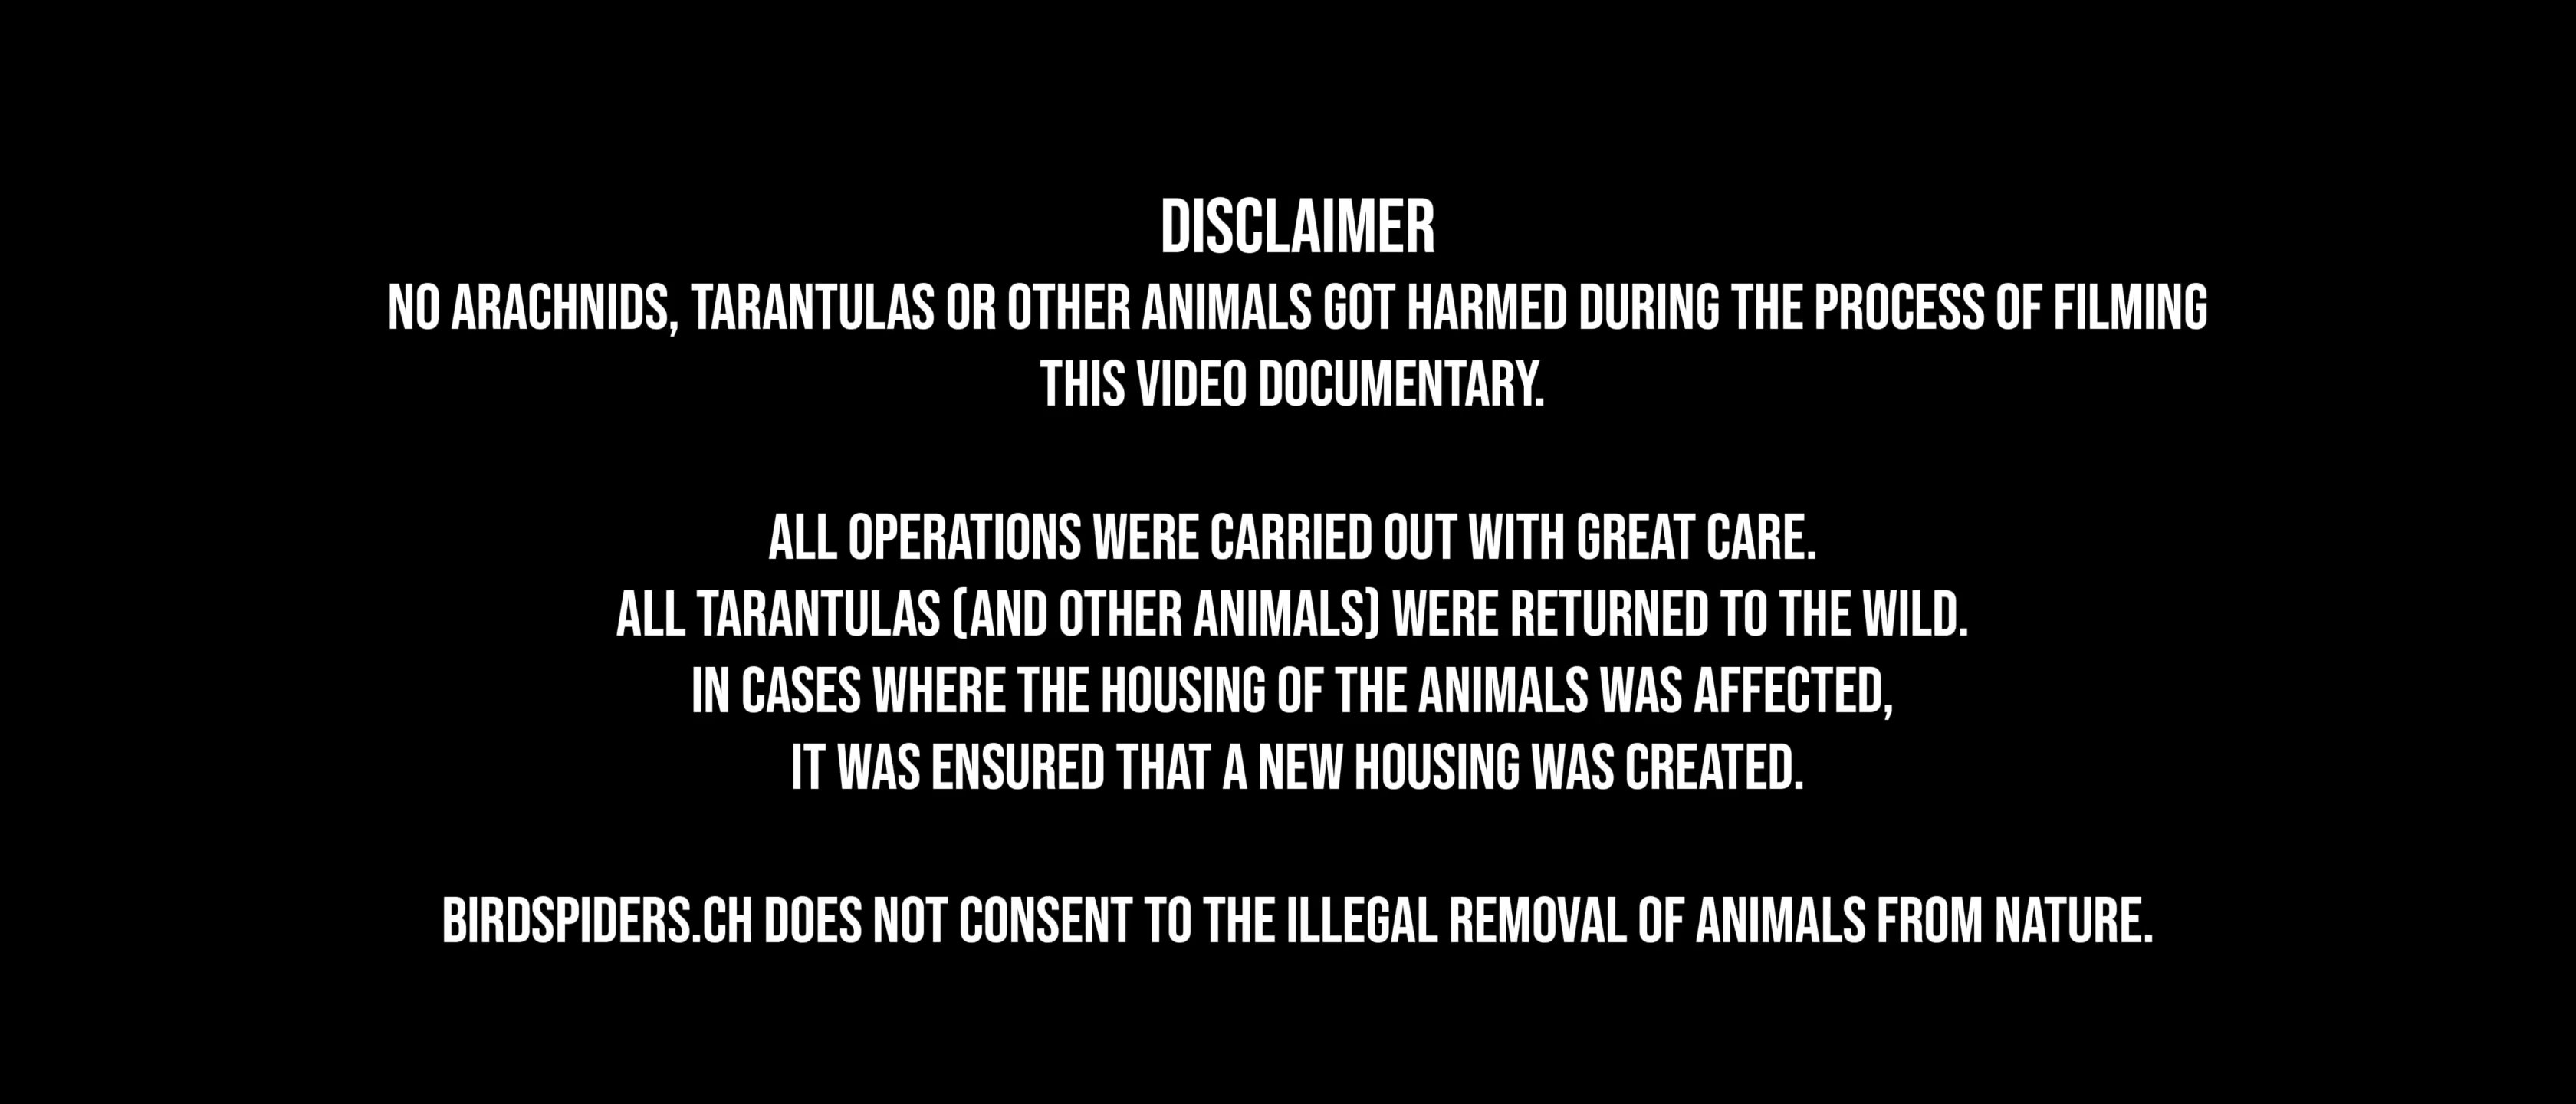 DISCLAIMER
NO ARACHNIDS, TARANTULAS OR OTHER ANIMALS GOT HARMED DURING THE PROCESS OF FILMING
THIS VIDEO DOCUMENTARY.
ALL OPERATIONS WERE CARRIED OUT WITH GREAT CARE.
ALL TARANTULAS (AND OTHER ANIMALS) WERE RETURNED TO THE WILD.
IN CASES WHERE THE HOUSING OF THE ANIMALS WAS AFFECTED,
IT WAS ENSURED THAT A NEW HOUSING WAS CREATED.
BIRDSPIDERS.CH DOES NOT CONSENT TO THE ILLEGAL REMOVAL OF ANIMALS FROM NATURE.